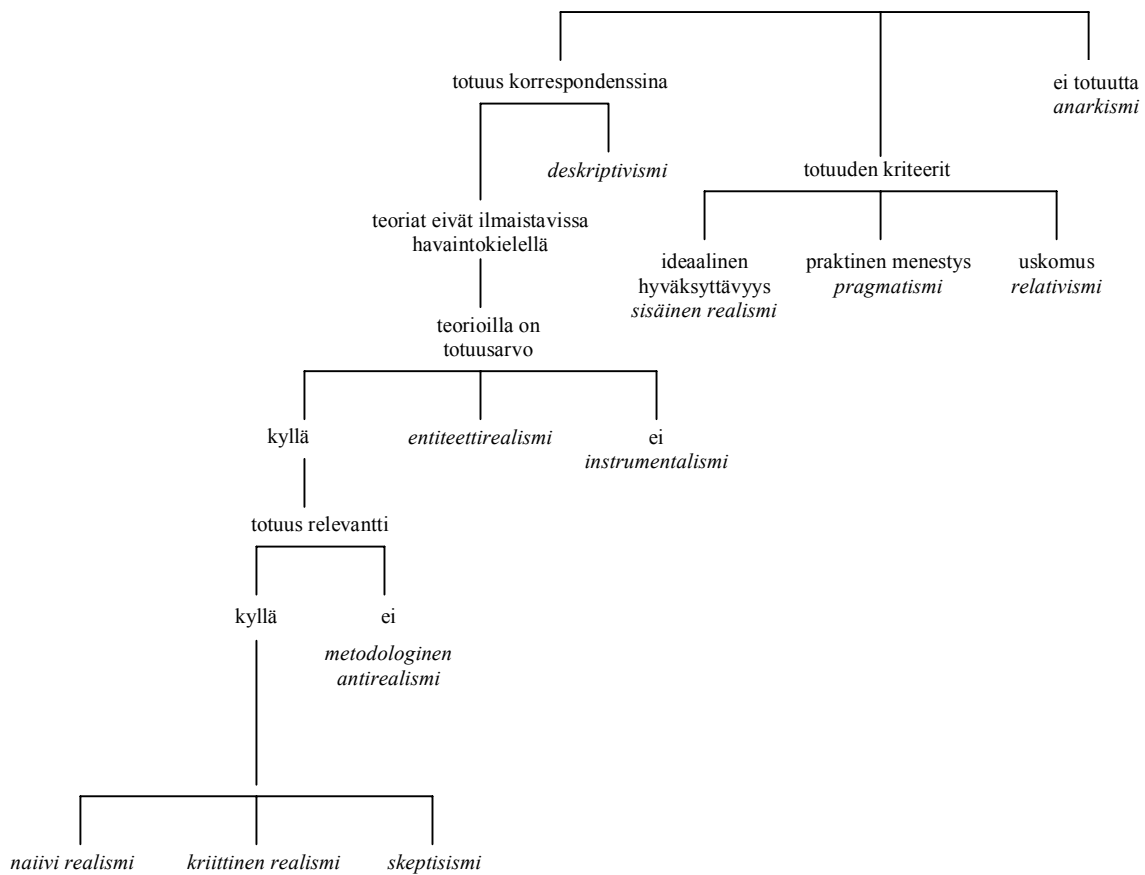 totuus korrespondenssina
ei totuutta
anarkismi
deskriptivismi
totuuden kriteerit
teoriat eivät ilmaistavissa
havaintokielellä
ideaalinen
hyväksyttävyys
sisäinen realismi
praktinen menestys
pragmatismi
uskomus
relativismi
teorioilla on
totuusarvo
kyllä
entiteettirealismi
ei
instrumentalismi
totuus relevantti
kyllä
ei
metodologinen
antirealismi
naiivi realismi
kriittinen realismi
skeptisismi